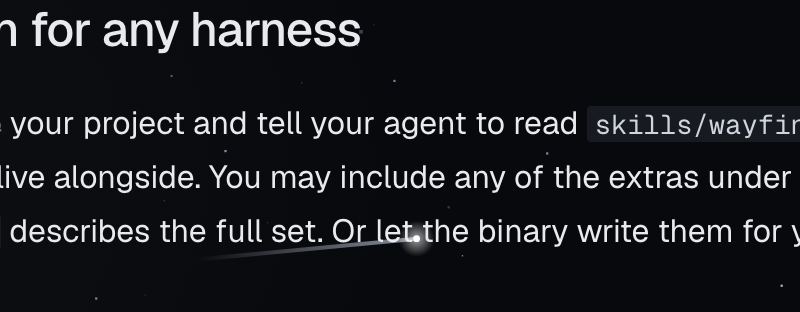 for any harness
your project and tell your agent to read skills/wayfin
live alongside. You may include any of the extras under
describes the full set. Or let the binary write them for